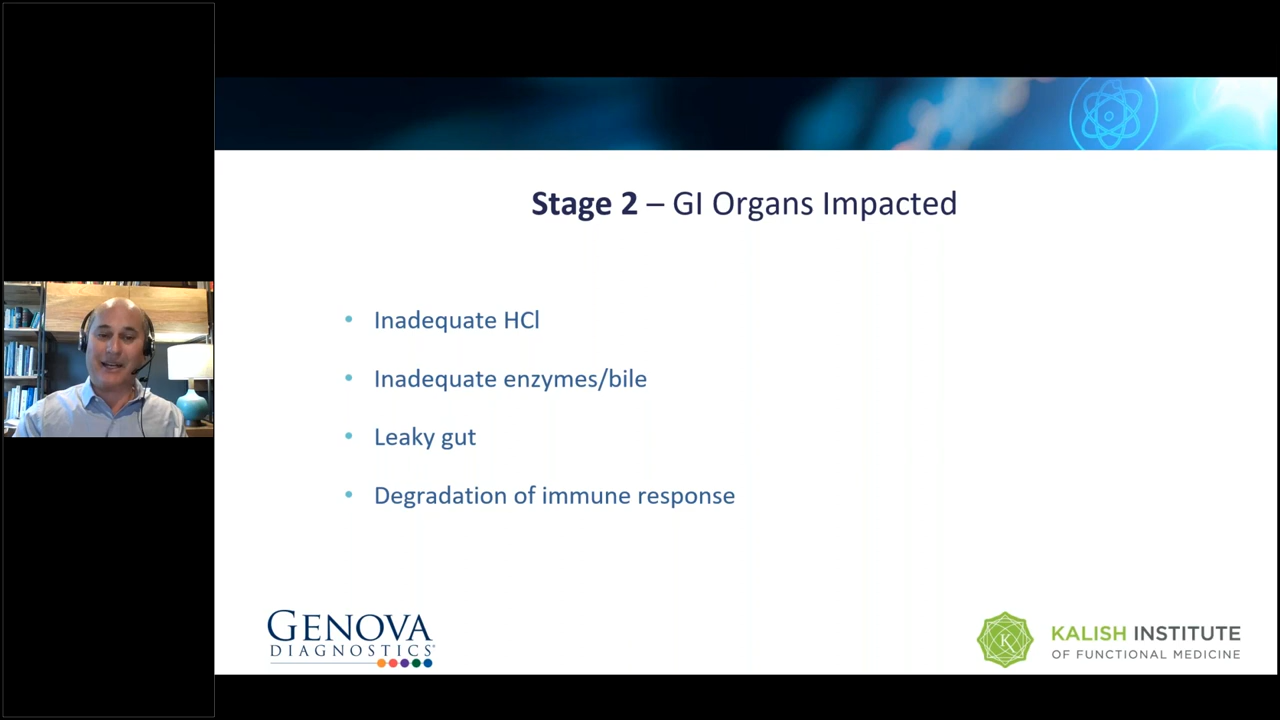 Stage 2 – GI Organs Impacted
• Inadequate HCl
• Inadequate enzymes/bile
• Leaky gut
• Degradation of immune response
GENOVA
DIAGNOSTICS
K
KALISH INSTITUTE
OF FUNCTIONAL MEDICINE